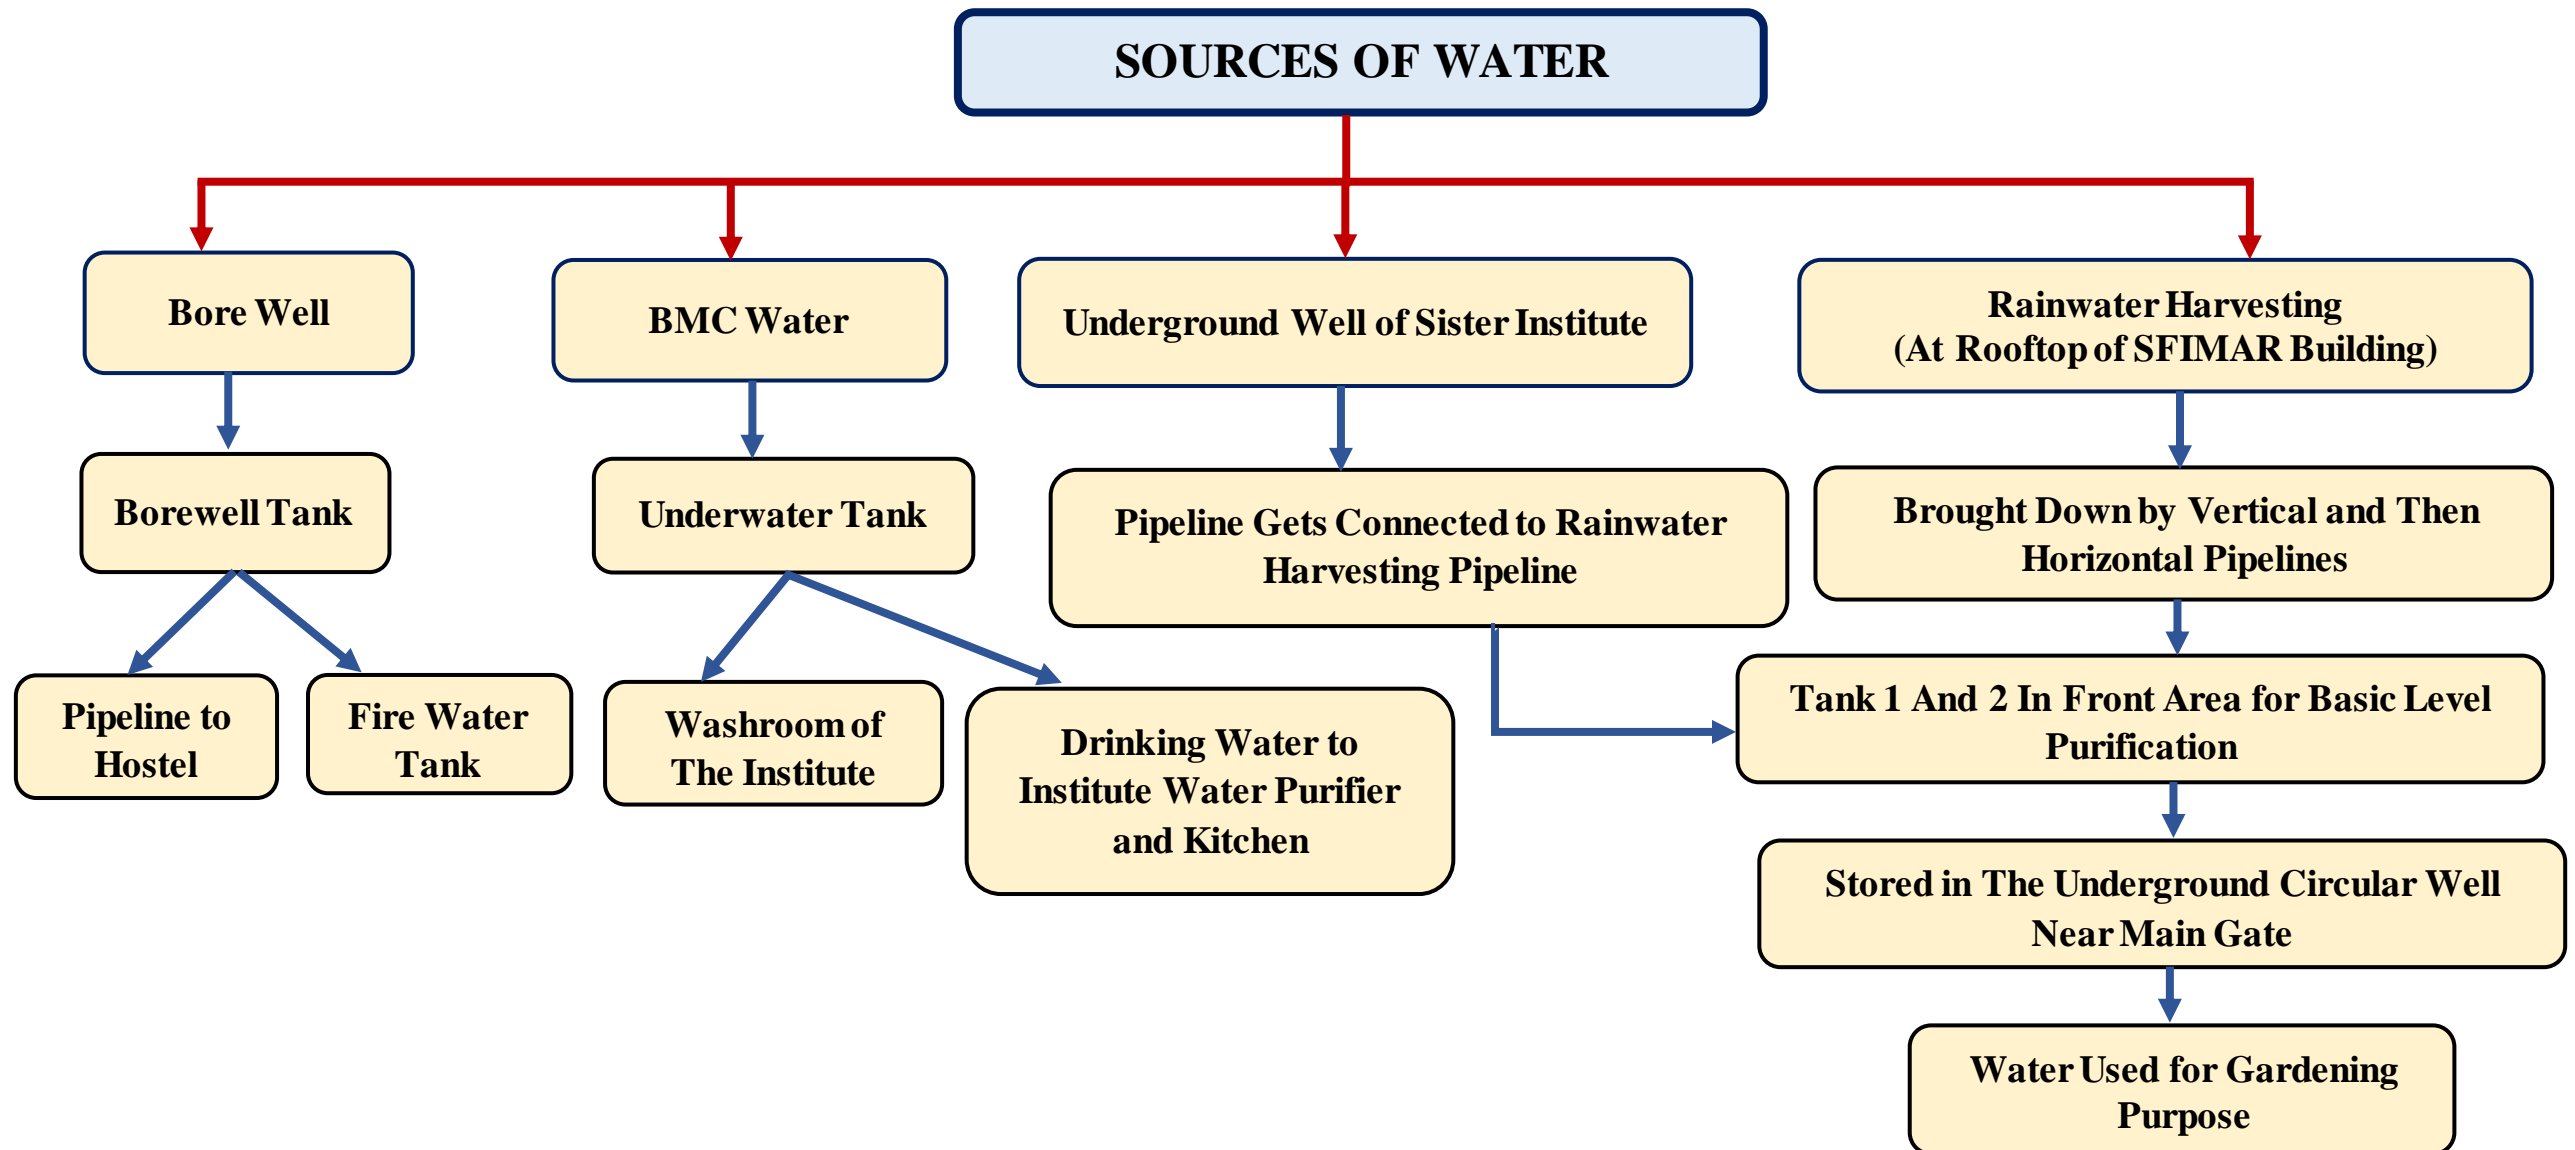 SOURCES OF WATER
Bore Well
BMC Water
Underground Well of Sister Institute
Rainwater Harvesting
(At Rooftop of SFIMAR Building)
Borewell Tank
Underwater Tank
Pipeline Gets Connected to Rainwater
Harvesting Pipeline
Brought Down by Vertical and Then
Horizontal Pipelines
Pipeline to
Hostel
Fire Water
Tank
Washroom of
The Institute
Drinking Water to
Institute Water Purifier
and Kitchen
Tank 1 And 2 In Front Area for Basic Level
Purification
Stored in The Underground Circular Well
Near Main Gate
Water Used for Gardening
Purpose